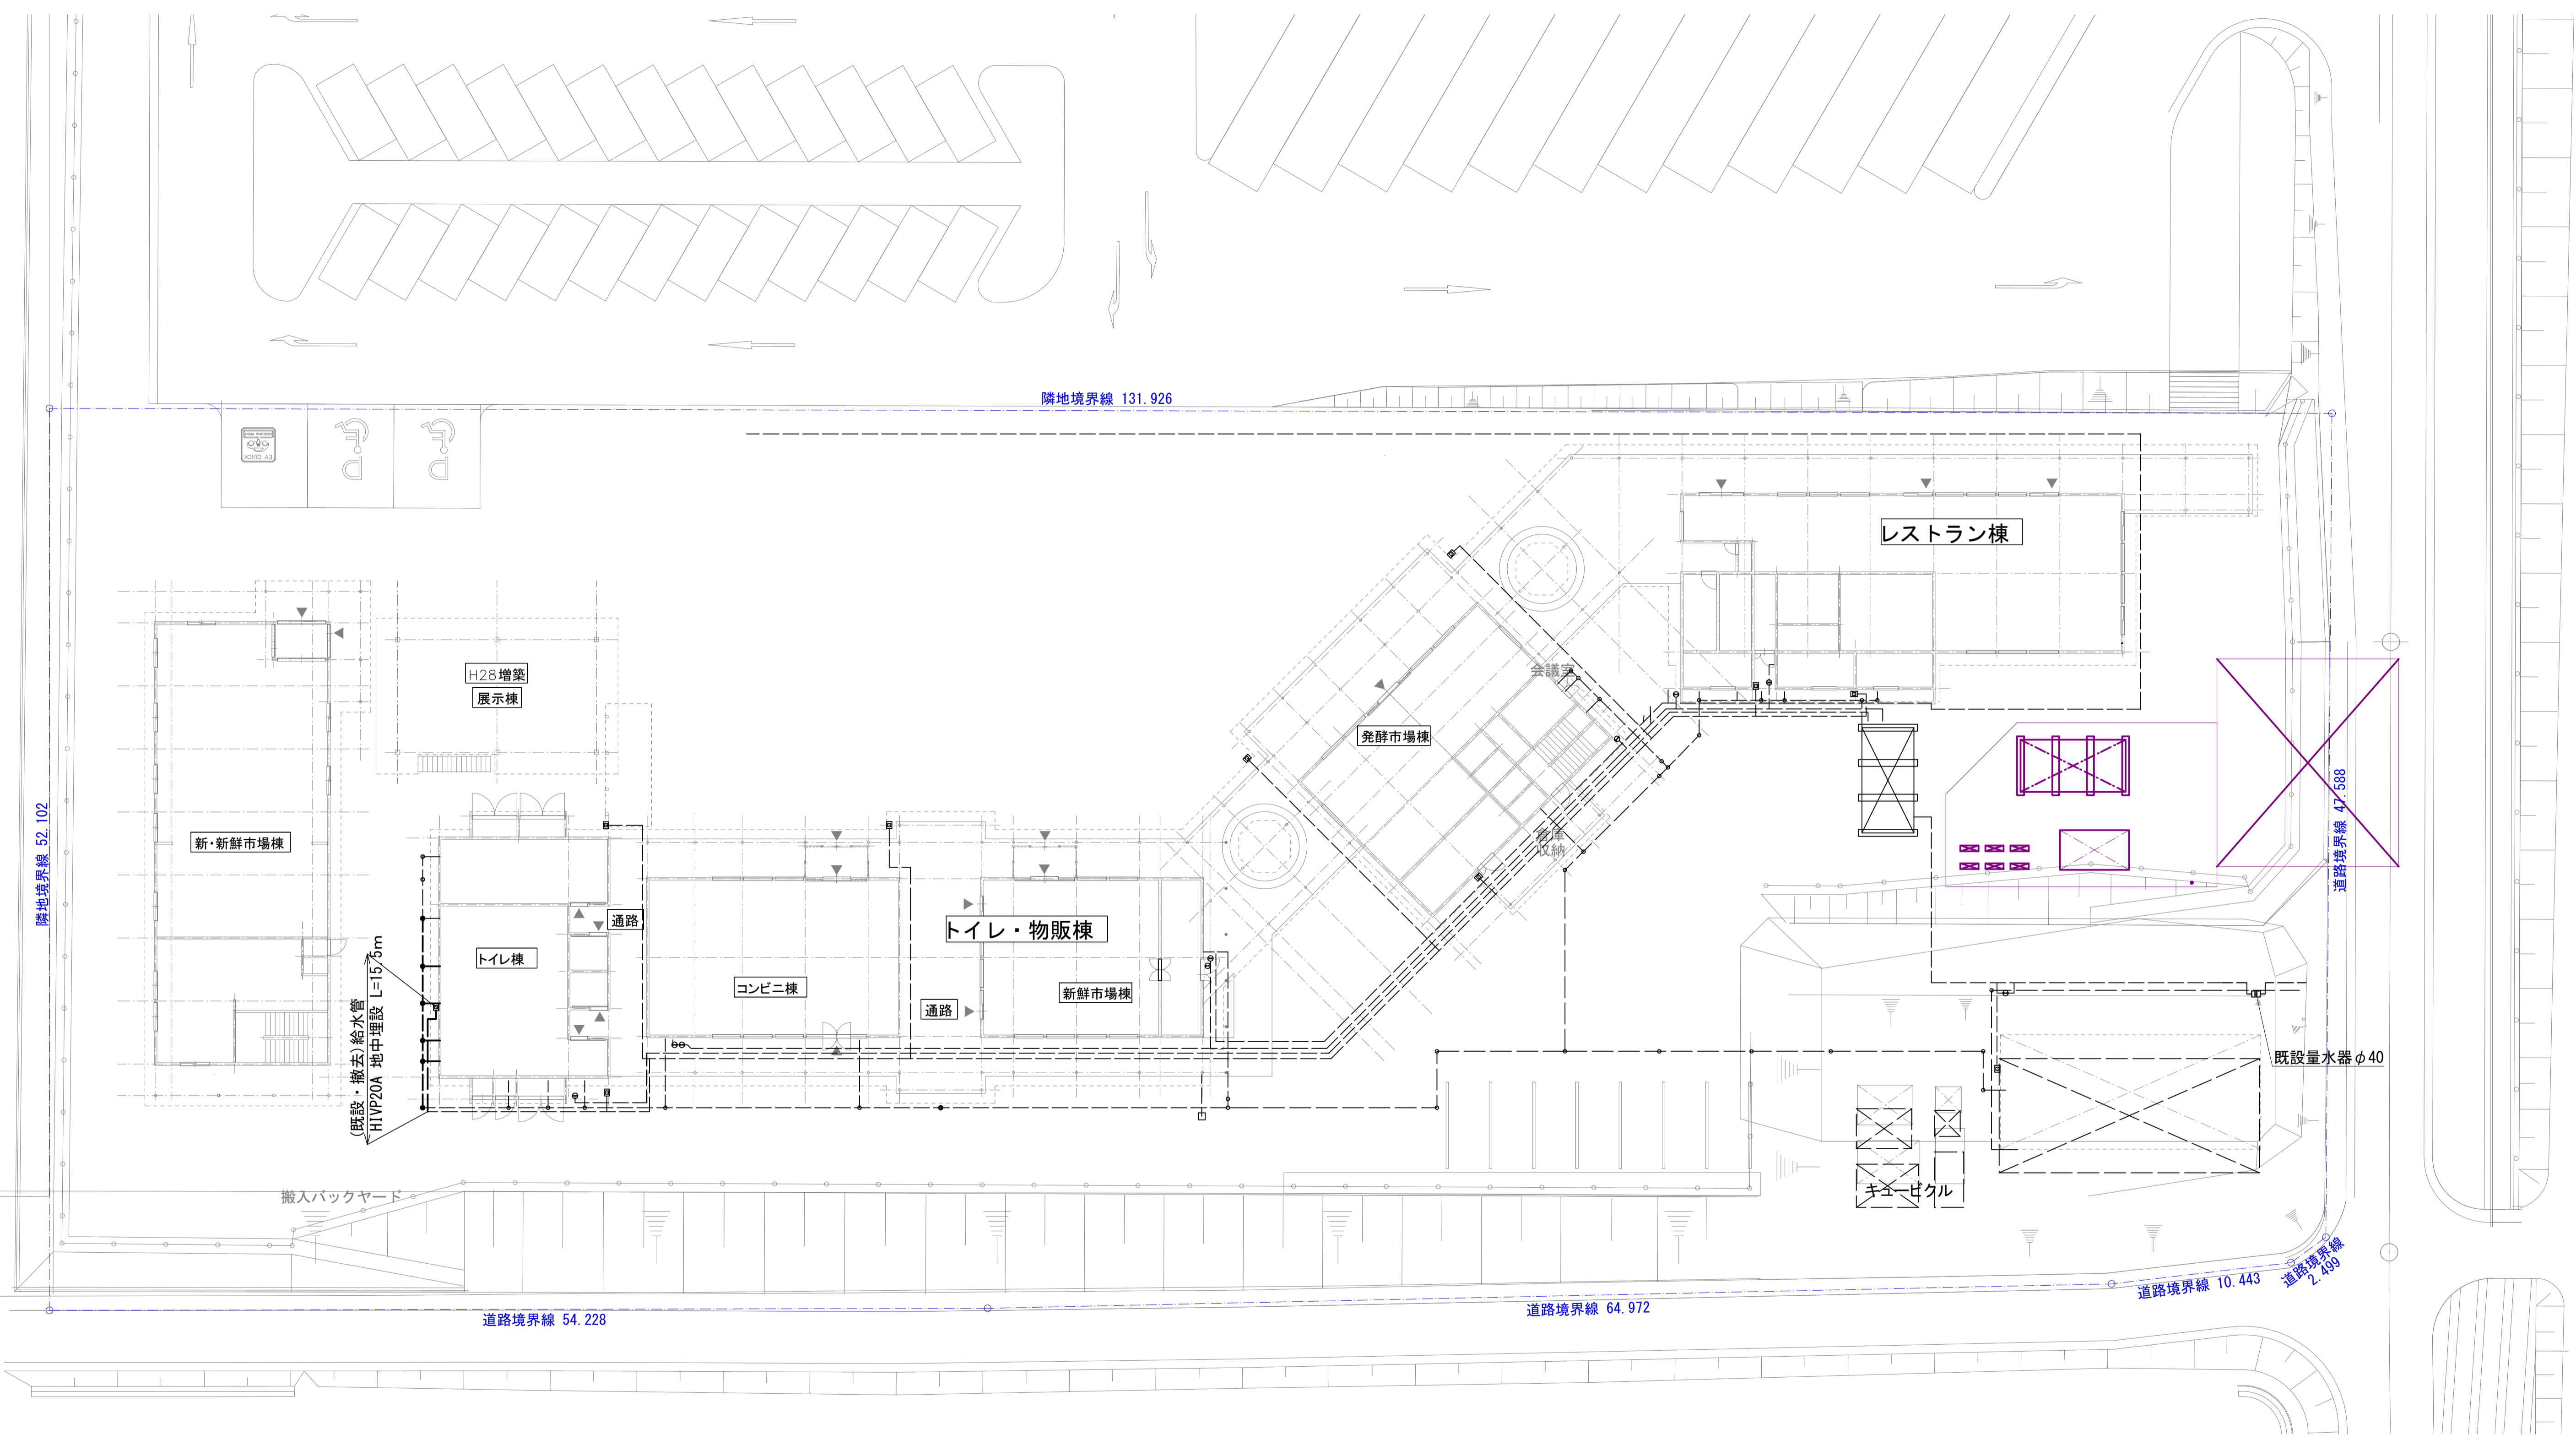 隣地境界線 131.926
EV QUICK
P
P
レストラン棟
会議室
H28増築
展示棟
発酵市場棟
隣地境界線 52.102
新・新鮮市場棟
倉庫
収納
道路境界線 47.588
通路
トイレ・物販棟
トイレ棟
コンビニ棟
新鮮市場棟
通路
(既設・撤去)給水管
HIVP20A 地中埋設 L=15.5m
既設量水器φ40
キュービクル
搬入バックヤード
道路境界線 54.228
道路境界線 64.972
道路境界線 10.443
道路境界線
2.499